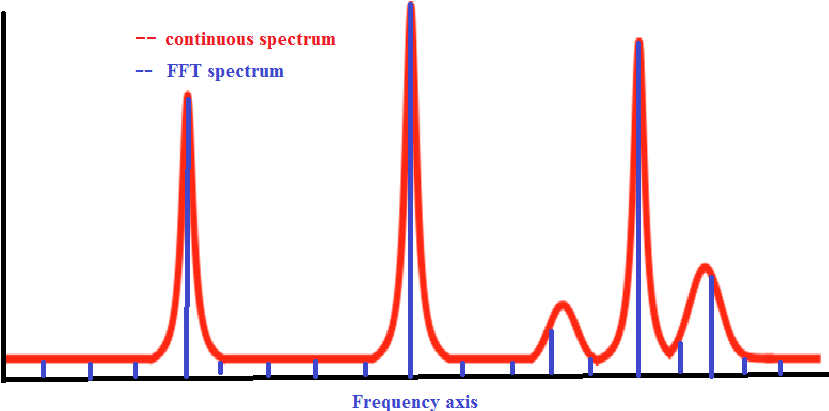 -- continuous spectrum
-- FFT spectrum
Frequency axis